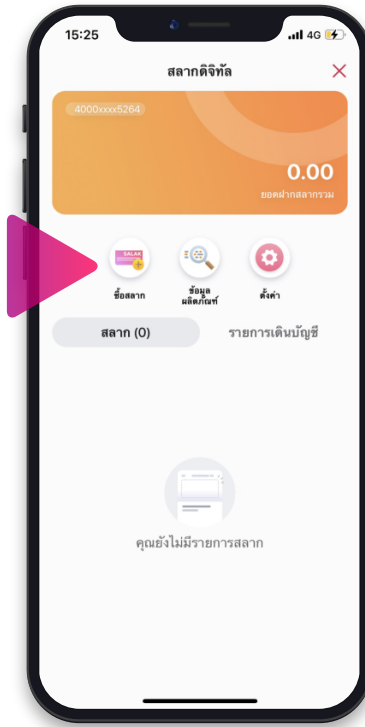 15:25
4G
สลากดิจิทัล
4000xxxx5264
0.00
ยอดฝากสลากรวม
SALAK
ซื้อสลาก
ข้อมูล
ผลิตภัณฑ์
ตั้งค่า
สลาก (0)
รายการเดินบัญชี
คุณยังไม่มีรายการสลาก